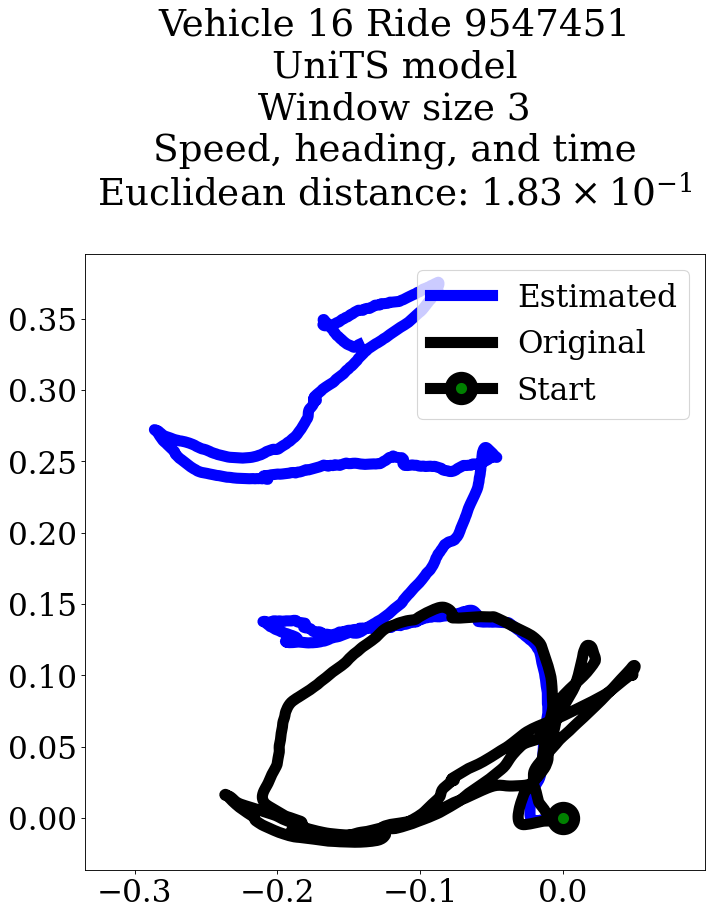 Vehicle 16 Ride 9547451
UniTS model
Window size 3
Speed, heading, and time
Euclidean distance: 1.83 × 10⁻¹
Estimated
Original
Start
0.35
0.30
0.25
0.20
0.15
0.10
0.05
0.00
−0.3 −0.2 −0.1 0.0